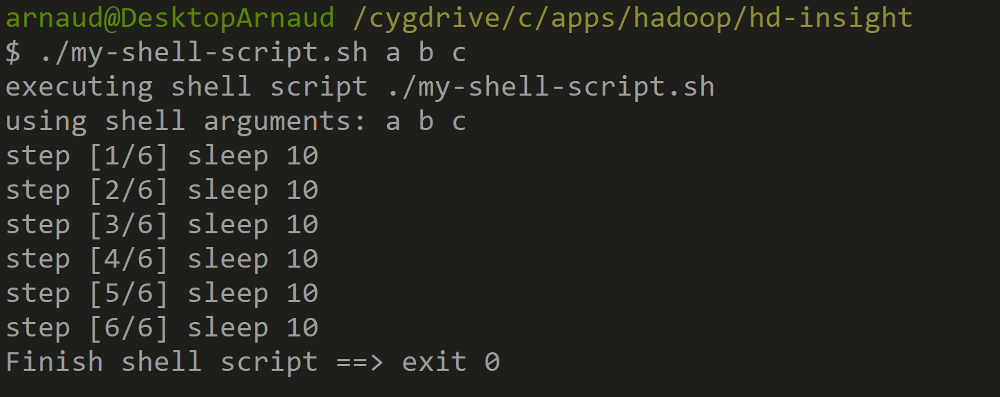 arnaud@DesktopArnaud /cygdrive/c/apps/hadoop/hd-insight
$ ./my-shell-script.sh a b c
executing shell script ./my-shell-script.sh
using shell arguments: a b c
step [1/6] sleep 10
step [2/6] sleep 10
step [3/6] sleep 10
step [4/6] sleep 10
step [5/6] sleep 10
step [6/6] sleep 10
Finish shell script ==> exit 0